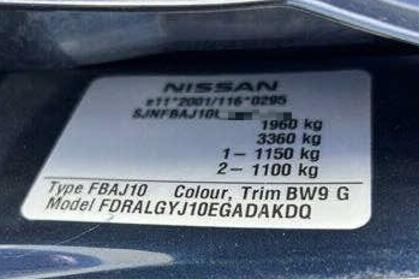 NISSAN
e11*2001/116*0295
SJNFBAJ10U
1960 kg
3360 kg
1- 1150 kg
2- 1100 kg
Type FBAJ10 Colour, Trim BW9 G
Model FDRALGYJ10EGADAKDQ